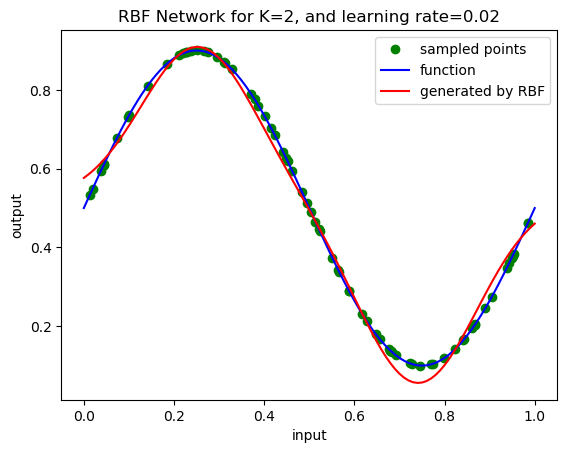 RBF Network for K=2, and learning rate=0.02
sampled points
function
generated by RBF
output
0.8
0.6
0.4
0.2
0.0 0.2 0.4 0.6 0.8 1.0
input